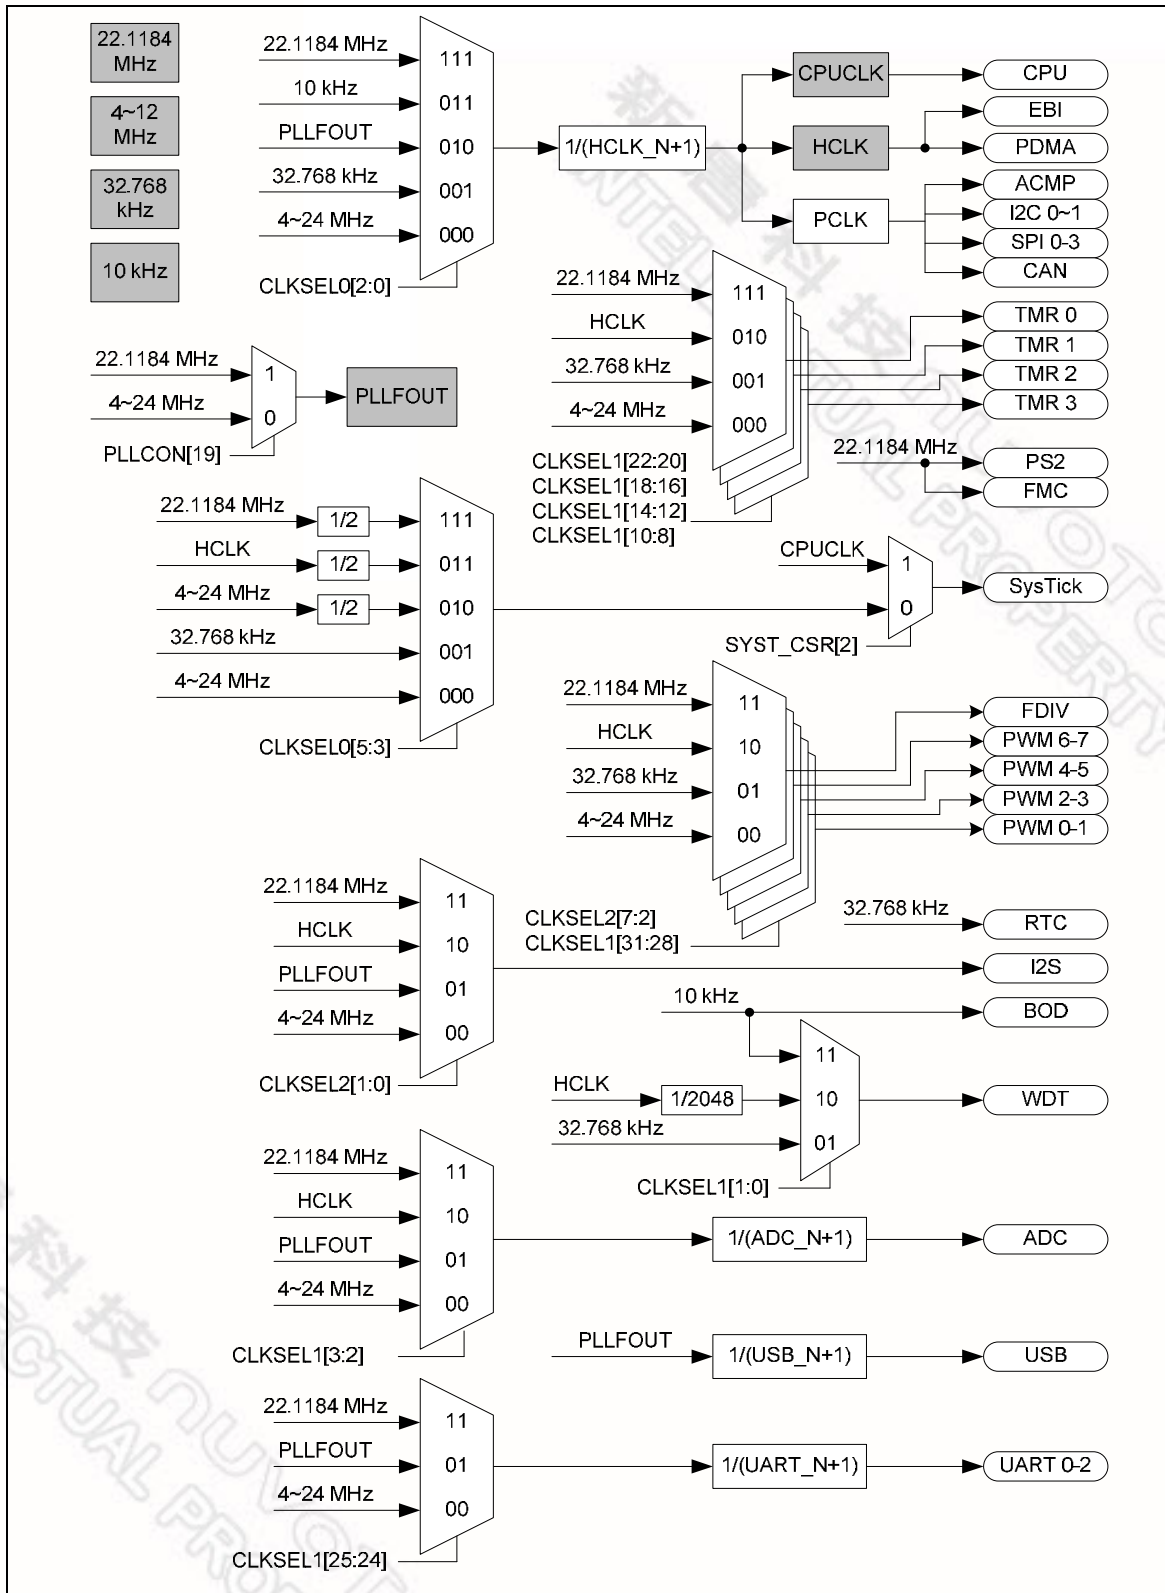 22.1184
MHz
4~12
MHz
32.768
kHz
10 kHz
22.1184 MHz
10 kHz
PLLFOUT
32.768 kHz
4~24 MHz
111
011
010
001
000
CLKSEL0[2:0]
1/(HCLK_N+1)
CPUCLK
HCLK
PCLK
CPU
EBI
PDMA
ACMP
I2C 0~1
SPI 0-3
CAN
22.1184 MHz
HCLK
32.768 kHz
4~24 MHz
111
010
001
000
CLKSEL1[22:20]
CLKSEL1[18:16]
CLKSEL1[14:12]
CLKSEL1[10:8]
TMR 0
TMR 1
TMR 2
TMR 3
22.1184 MHz
4~24 MHz
1
0
PLLCON[19]
PLLFOUT
22.1184 MHz
PS2
FMC
22.1184 MHz
HCLK
4~24 MHz
32.768 kHz
4~24 MHz
1/2
1/2
1/2
111
011
010
001
000
CLKSEL0[5:3]
CPUCLK
1
0
SYST_CSR[2]
SysTick
22.1184 MHz
HCLK
32.768 kHz
4~24 MHz
11
10
01
00
CLKSEL2[7:2]
CLKSEL1[31:28]
FDIV
PWM 6-7
PWM 4-5
PWM 2-3
PWM 0-1
22.1184 MHz
HCLK
PLLFOUT
4~24 MHz
11
10
01
00
CLKSEL2[1:0]
32.768 kHz
RTC
I2S
10 kHz
BOD
HCLK
1/2048
32.768 kHz
11
10
01
CLKSEL1[1:0]
WDT
22.1184 MHz
HCLK
PLLFOUT
4~24 MHz
11
10
01
00
CLKSEL1[3:2]
1/(ADC_N+1)
ADC
PLLFOUT
1/(USB_N+1)
USB
22.1184 MHz
PLLFOUT
4~24 MHz
11
01
00
CLKSEL1[25:24]
1/(UART_N+1)
UART 0-2